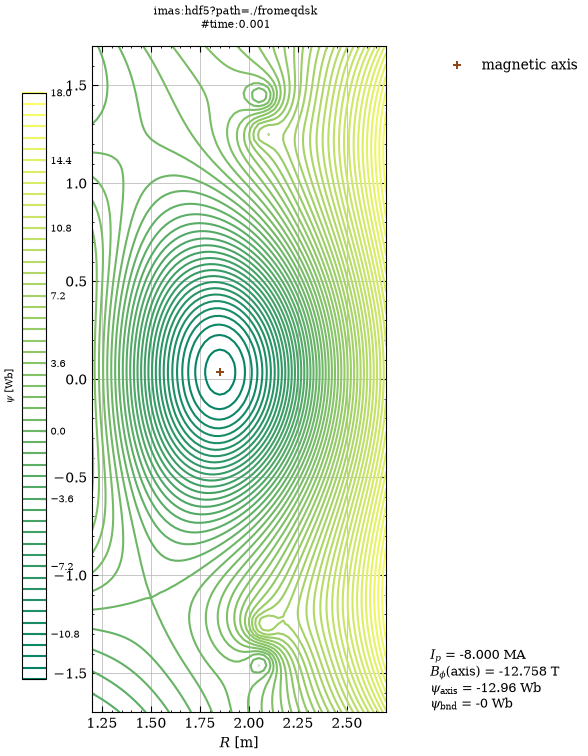 imas:hdf5?path=./fromeqdsk
#time:0.001
magnetic axis
18.0
14.4
10.8
7.2
3.6
0.0
−3.6
−7.2
−10.8
ψ [Wb]
1.5
1.0
0.5
0.0
−0.5
−1.0
−1.5
1.25 1.50 1.75 2.00 2.25 2.50
R [m]
I_p = -8.000 MA
B_ϕ(axis) = -12.758 T
ψ_axis = -12.96 Wb
ψ_bnd = -0 Wb